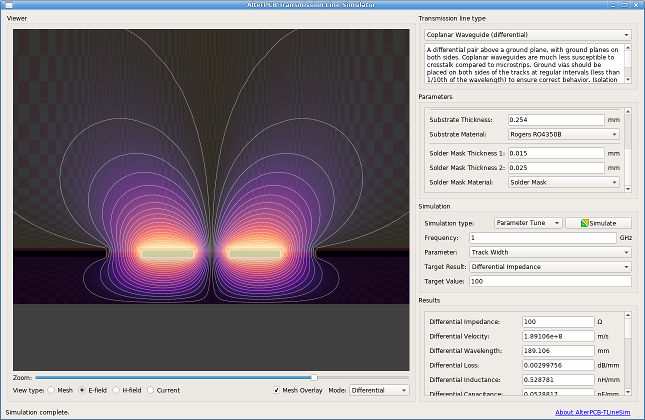 AlterPCB Transmission Line Simulator
Viewer
Zoom:
View type: Mesh E-field H-field Current Mesh Overlay Mode: Differential
Transmission line type
Coplanar Waveguide (differential)
A differential pair above a ground plane, with ground planes on
both sides. Coplanar waveguides are much less susceptible to
crosstalk compared to microstrips. Ground vias should be
placed on both sides of the tracks at regular intervals (less than
1/10th of the wavelength) to ensure correct behavior. Isolation
Parameters
Substrate Thickness: 0.254 mm
Substrate Material: Rogers RO4350B
Solder Mask Thickness 1: 0.015 mm
Solder Mask Thickness 2: 0.025 mm
Solder Mask Material: Solder Mask
Simulation
Simulation type: Parameter Tune Simulate
Frequency: 1 GHz
Parameter: Track Width
Target Result: Differential Impedance
Target Value: 100
Results
Differential Impedance: 100 Ω
Differential Velocity: 1.89106e+8 m/s
Differential Wavelength: 189.106 mm
Differential Loss: 0.00299756 dB/mm
Differential Inductance: 0.528781 nH/mm
Differential Capacitance: 0.0528817 pF/mm
Simulation complete.
About AlterPCB-TLineSim